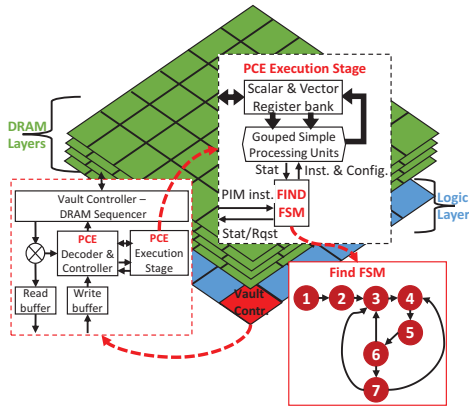 PCE Execution Stage
Scalar & Vector
Register bank
Gouped Simple
Processing Units
Stat
Inst. & Config.
PIM inst.
FIND
FSM
Stat/Rqst
DRAM
Layers
Logic
Layer
Vault Controller –
DRAM Sequencer
PCE
Decoder &
Controller
PCE
Execution
Stage
Read
buffer
Write
buffer
Vault
Contr.
Find FSM
1
2
3
4
5
6
7